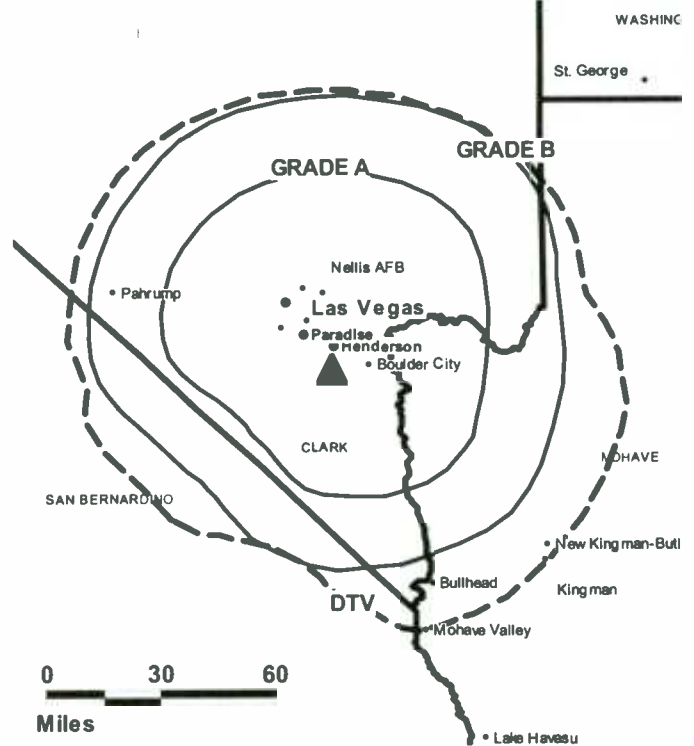 WASHINC
St. George
GRADE B
GRADE A
Nellis AFB
Pahrump
Las Vegas
Paradise
Henderson
Boulder City
CLARK
MOHAVE
SAN BERNARDINO
New Kingman-Butl
Bullhead
Kingman
DTV
Mohave Valley
0 30 60
Miles
Lake Havasu